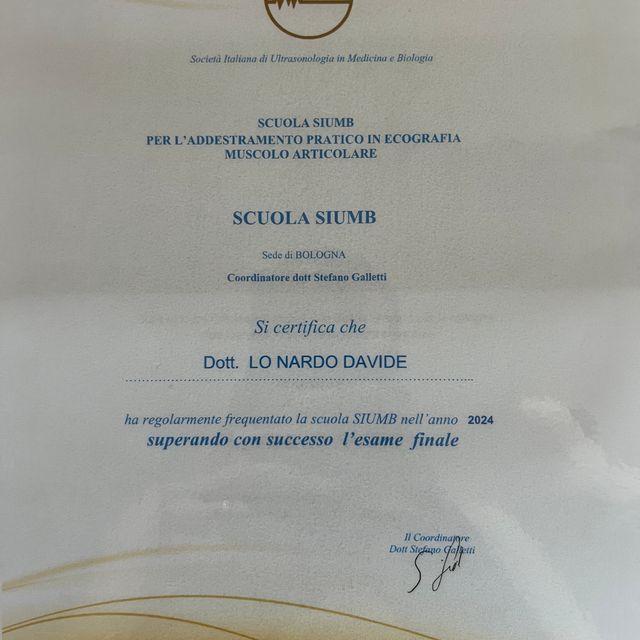 Società Italiana di Ultrasonologia in Medicina e Biologia
SCUOLA SIUMB
PER L'ADDESTRAMENTO PRATICO IN ECOGRAFIA
MUSCOLO ARTICOLARE
SCUOLA SIUMB
Sede di BOLOGNA
Coordinatore dott Stefano Galletti
Si certifica che
Dott. LO NARDO DAVIDE
ha regolarmente frequentato la scuola SIUMB nell'anno 2024
superando con successo l'esame finale
Il Coordinatore
Dott Stefano Galletti